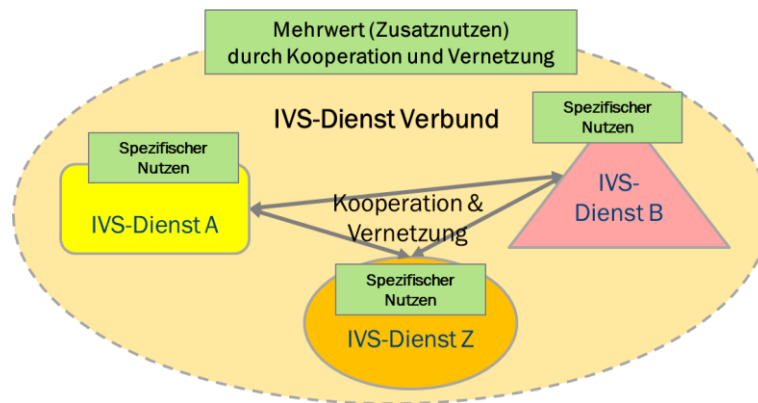 Mehrwert (Zusatznutzen)
durch Kooperation und Vernetzung
IVS-Dienst Verbund
Spezifischer
Nutzen
IVS-Dienst A
Spezifischer
Nutzen
IVS-
Dienst B
Kooperation &
Vernetzung
Spezifischer
Nutzen
IVS-Dienst Z